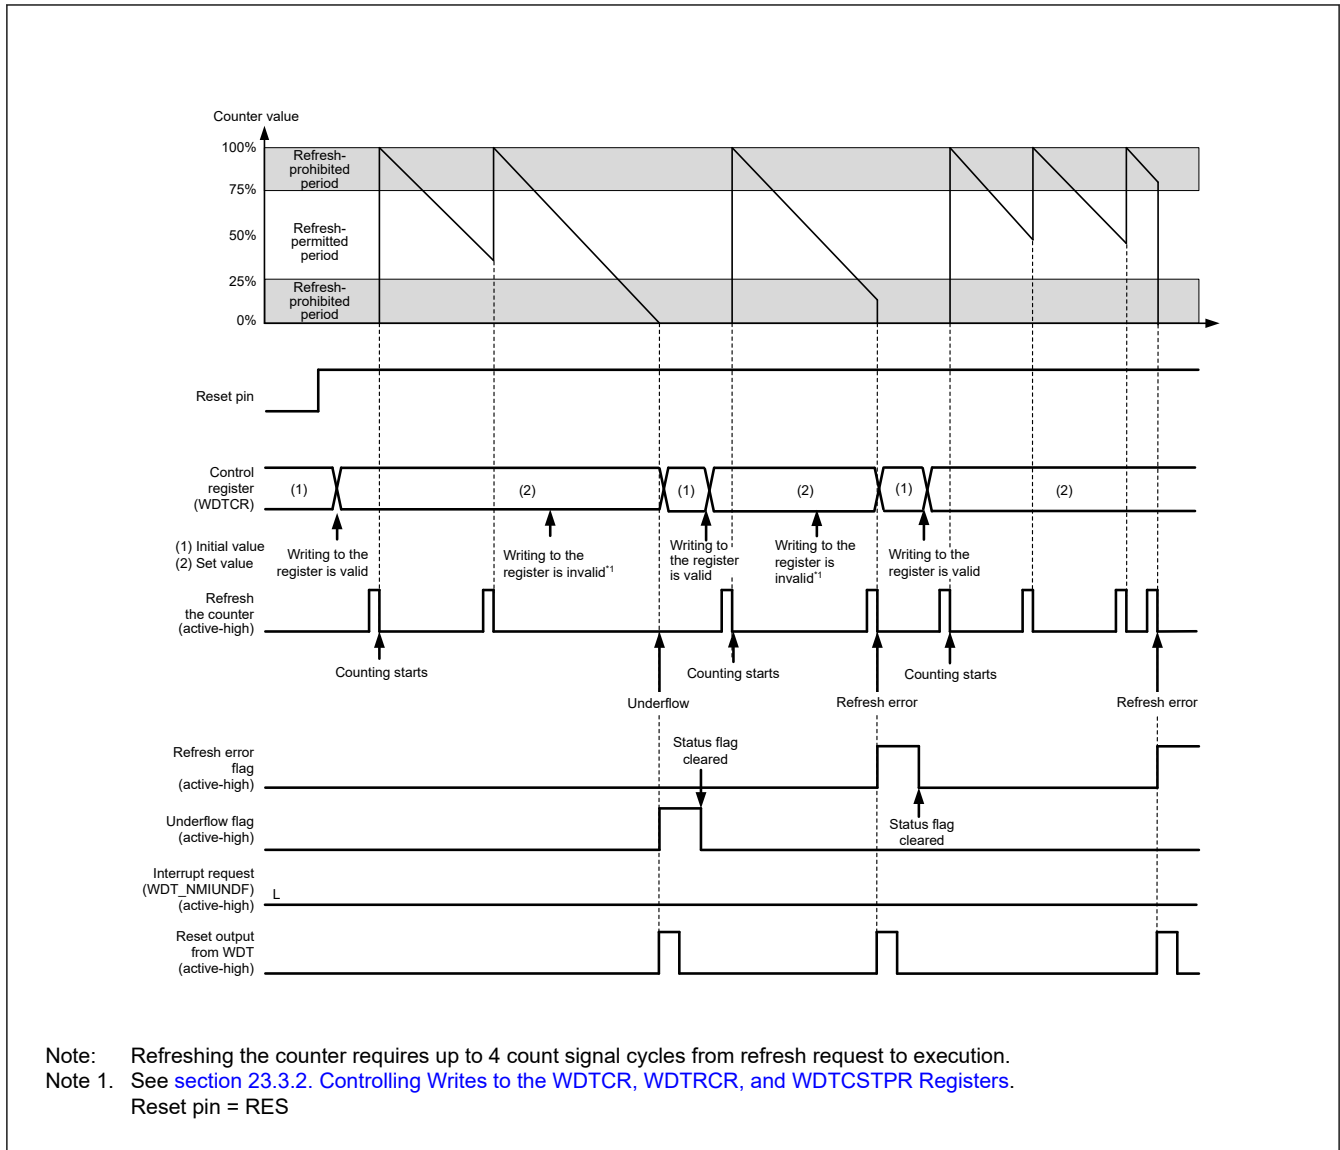 Counter value
100%
Refresh-
prohibited
period
75%
50%
Refresh-
permitted
period
25%
Refresh-
prohibited
period
0%
Reset pin
Control
register
(WDTCR)
(1)
(2)
(1)
(2)
(1)
(2)
(1) Initial value
(2) Set value
Writing to the
register is valid
Writing to the
register is invalid*1
Writing to
the register
is valid
Writing to the
register is
invalid*1
Writing to the
register is valid
Refresh
the counter
(active-high)
Counting starts
Counting starts
Counting starts
Underflow
Refresh error
Refresh error
Status flag
cleared
Refresh error
flag
(active-high)
Underflow flag
(active-high)
Status flag
cleared
Interrupt request
(WDT_NMIUNDF)
(active-high)
L
Reset output
from WDT
(active-high)
Note: Refreshing the counter requires up to 4 count signal cycles from refresh request to execution.
Note 1. See section 23.3.2. Controlling Writes to the WDTCR, WDTRCR, and WDTCSTPR Registers.
Reset pin = RES